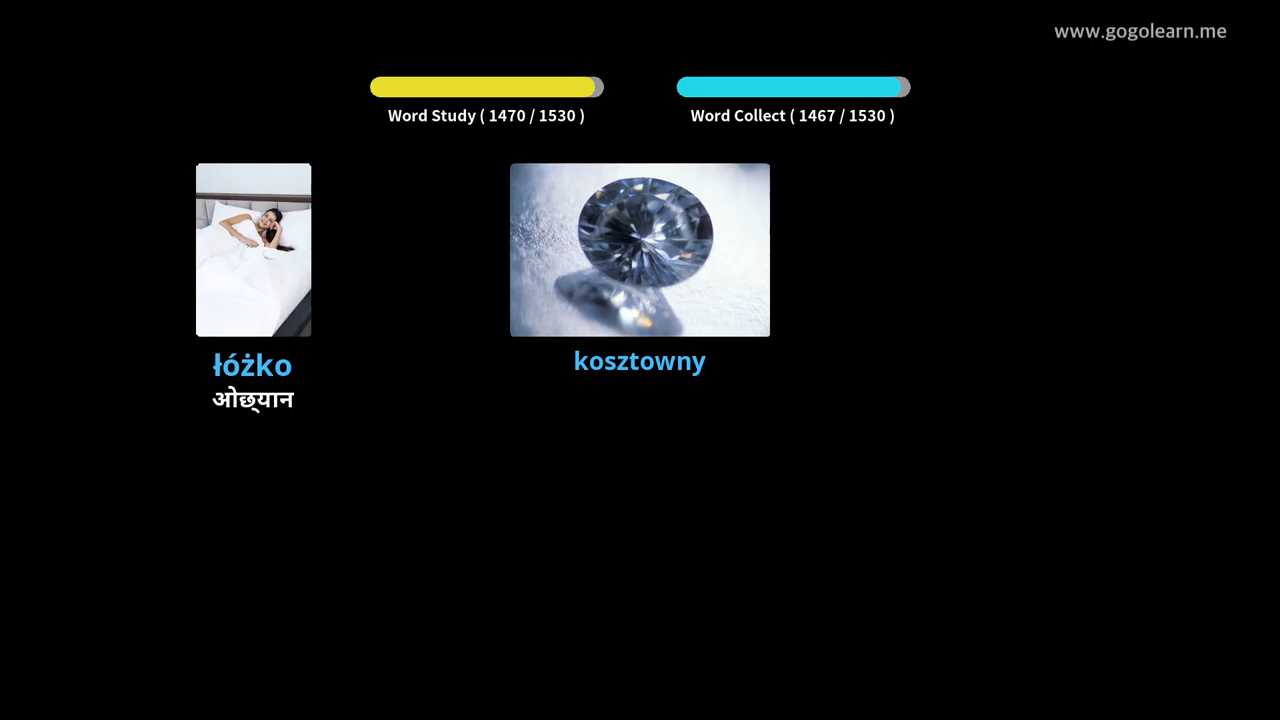 www.gogolearn.me
Word Study ( 1470 / 1530 )
Word Collect ( 1467 / 1530 )
łóżko
ओछ्यान
kosztowny